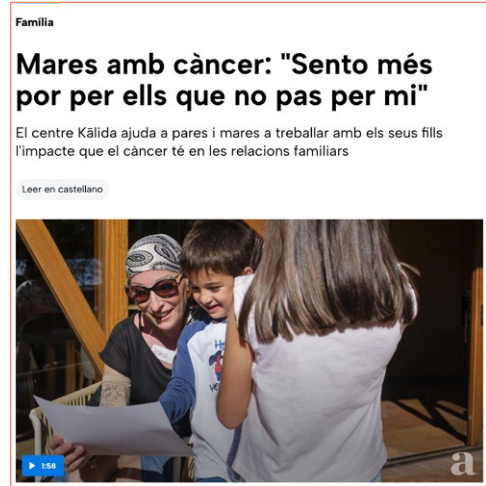 Família
Mares amb càncer: "Sento més
por per ells que no pas per mi"
El centre Kālida ajuda a pares i mares a treballar amb els seus fills
l'impacte que el càncer té en les relacions familiars
Leer en castellano
1:58
a